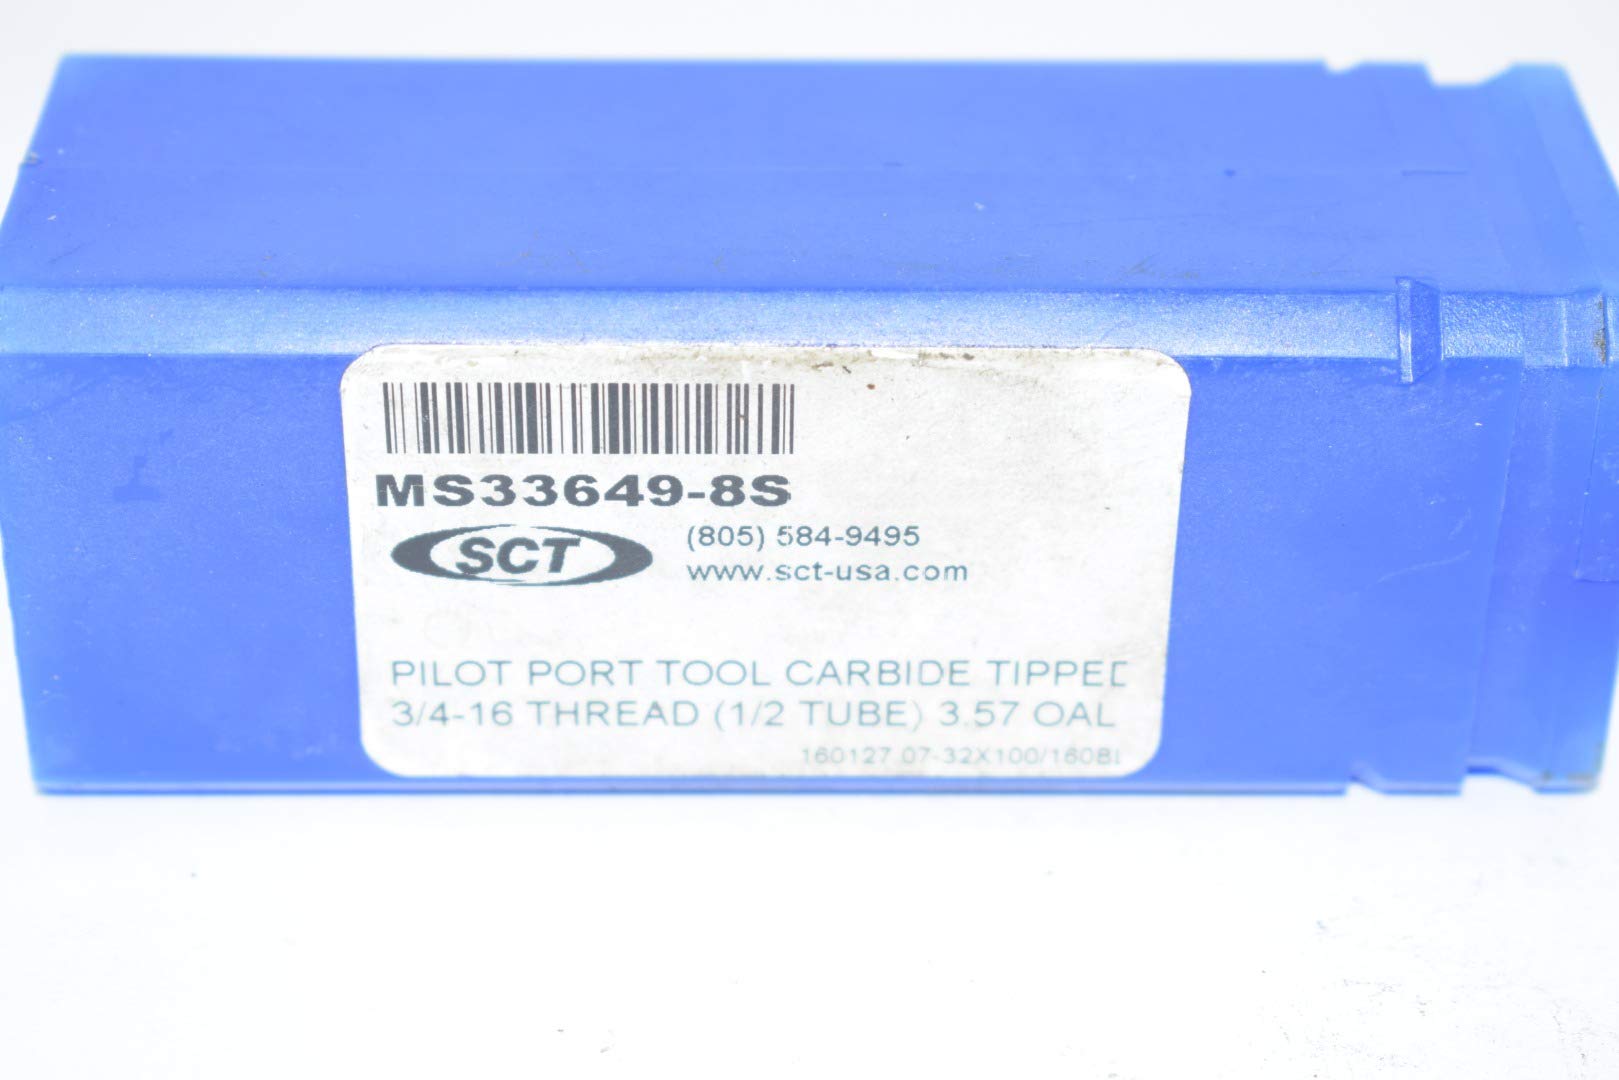 MS33649-8S
SCT
(805) 584-9495
www.sct-usa.com
PILOT PORT TOOL CARBIDE TIPPED
3/4-16 THREAD (1/2 TUBE) 3.57 OAL
160127 07-32X100/160BL